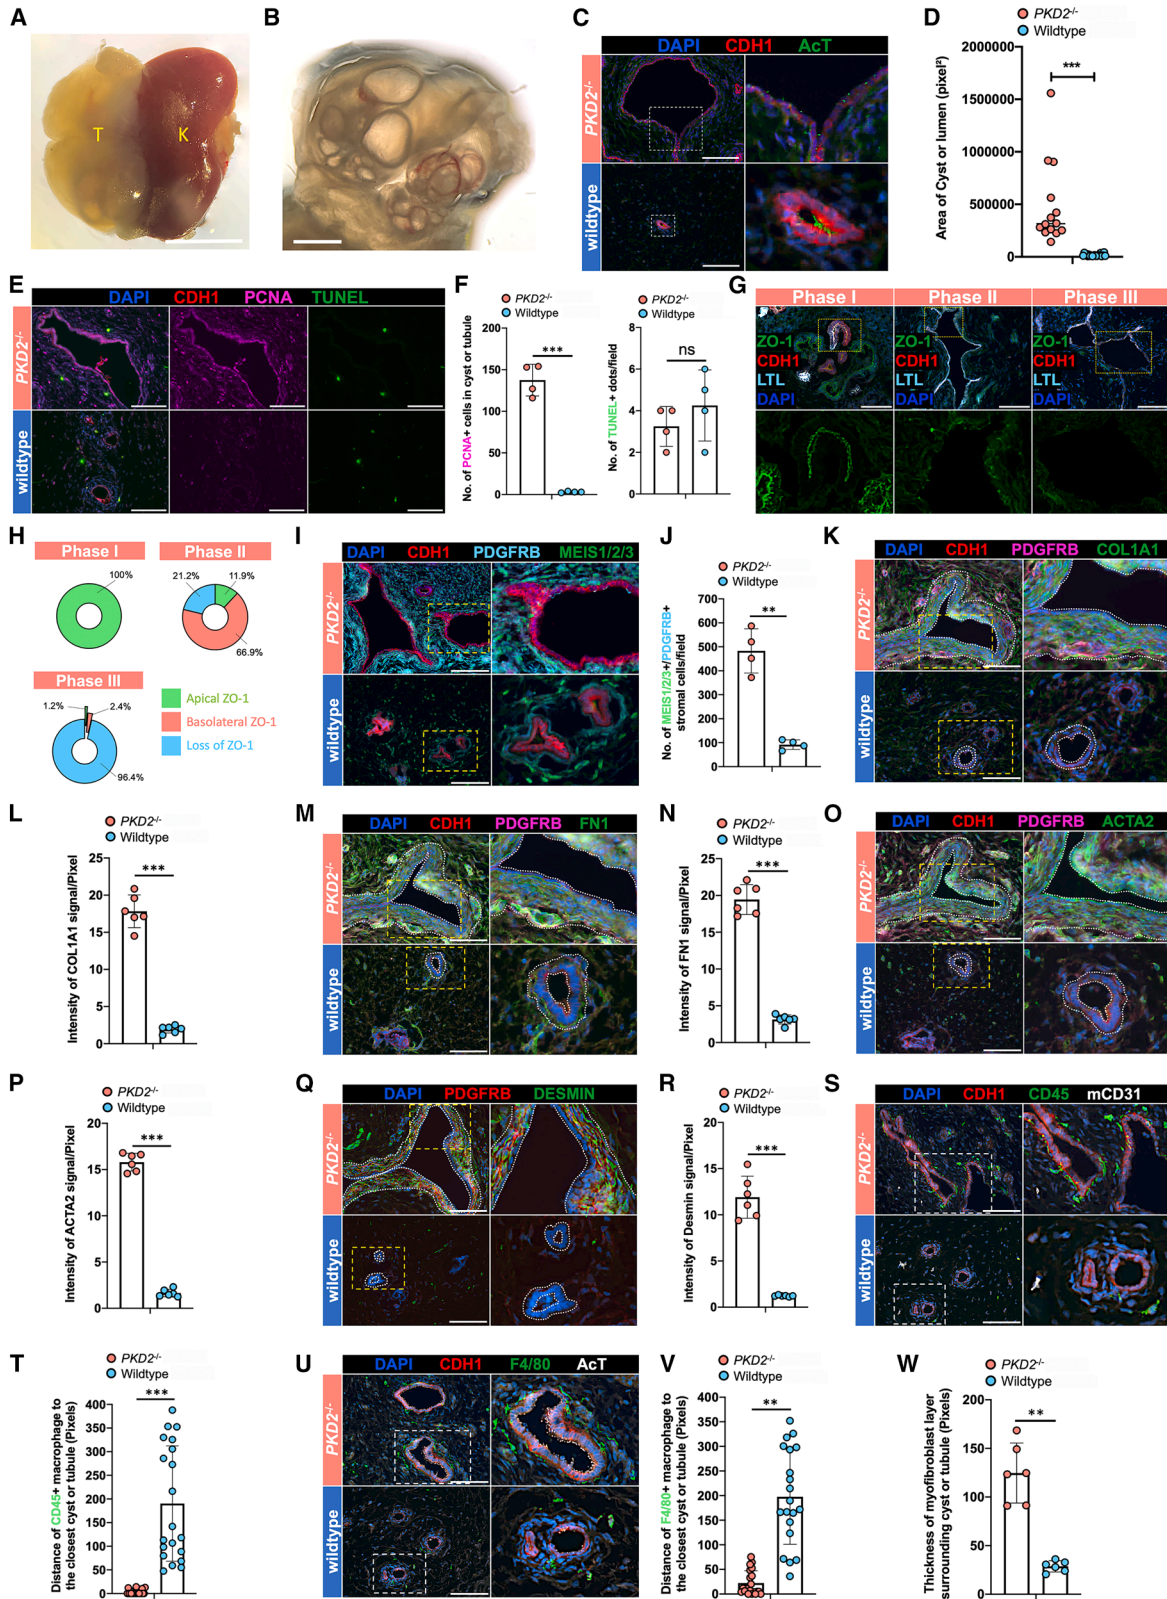 A
T
K
B
C
DAPI CDH1 AcT
PKD2-/-
wildtype
D
PKD2-/-
Wildtype
Area of Cyst or lumen (pixel²)
2000000
1500000
1000000
500000
0
***
E
DAPI CDH1 PCNA TUNEL
PKD2-/-
wildtype
F
PKD2-/-
Wildtype
No. of PCNA+ cells in cyst or tubule
200
150
100
50
0
***
PKD2-/-
Wildtype
No. of TUNEL+ dots/field
8
6
4
2
0
ns
G
Phase I
Phase II
Phase III
ZO-1
CDH1
LTL
DAPI
ZO-1
CDH1
LTL
DAPI
ZO-1
CDH1
LTL
DAPI
H
Phase I
100%
Phase II
21.2%
11.9%
66.9%
Phase III
1.2%
2.4%
96.4%
Apical ZO-1
Basolateral ZO-1
Loss of ZO-1
I
DAPI CDH1 PDGFRB MEIS1/2/3
PKD2-/-
wildtype
J
PKD2-/-
Wildtype
No. of MEIS1/2/3+/PDGFRB+
stromal cells/field
700
600
500
400
300
200
100
0
**
K
DAPI CDH1 PDGFRB COL1A1
PKD2-/-
wildtype
L
PKD2-/-
Wildtype
Intensity of COL1A1 signal/Pixel
25
20
15
10
5
0
***
M
DAPI CDH1 PDGFRB FN1
PKD2-/-
wildtype
N
PKD2-/-
Wildtype
Intensity of FN1 signal/Pixel
25
20
15
10
5
0
***
O
DAPI CDH1 PDGFRB ACTA2
PKD2-/-
wildtype
P
PKD2-/-
Wildtype
Intensity of ACTA2 signal/Pixel
20
15
10
5
0
***
Q
PDGFRB DESMIN
PKD2-/-
wildtype
R
PKD2-/-
Wildtype
Intensity of Desmin signal/Pixel
20
15
10
5
0
***
S
DAPI CDH1 CD45 mCD31
PKD2-/-
wildtype
T
PKD2-/-
Wildtype
Distance of CD45+ macrophage to
the closest cyst or tubule (Pixels)
400
350
300
250
200
150
100
50
0
***
U
DAPI CDH1 F4/80 AcT
PKD2-/-
wildtype
V
PKD2-/-
Wildtype
Distance of F4/80+ macrophage to
the closest cyst or tubule (Pixels)
400
350
300
250
200
150
100
50
0
**
W
PKD2-/-
Wildtype
Thickness of myofibroblast layer
surrounding cyst or tubule (Pixels)
200
150
100
50
0
**